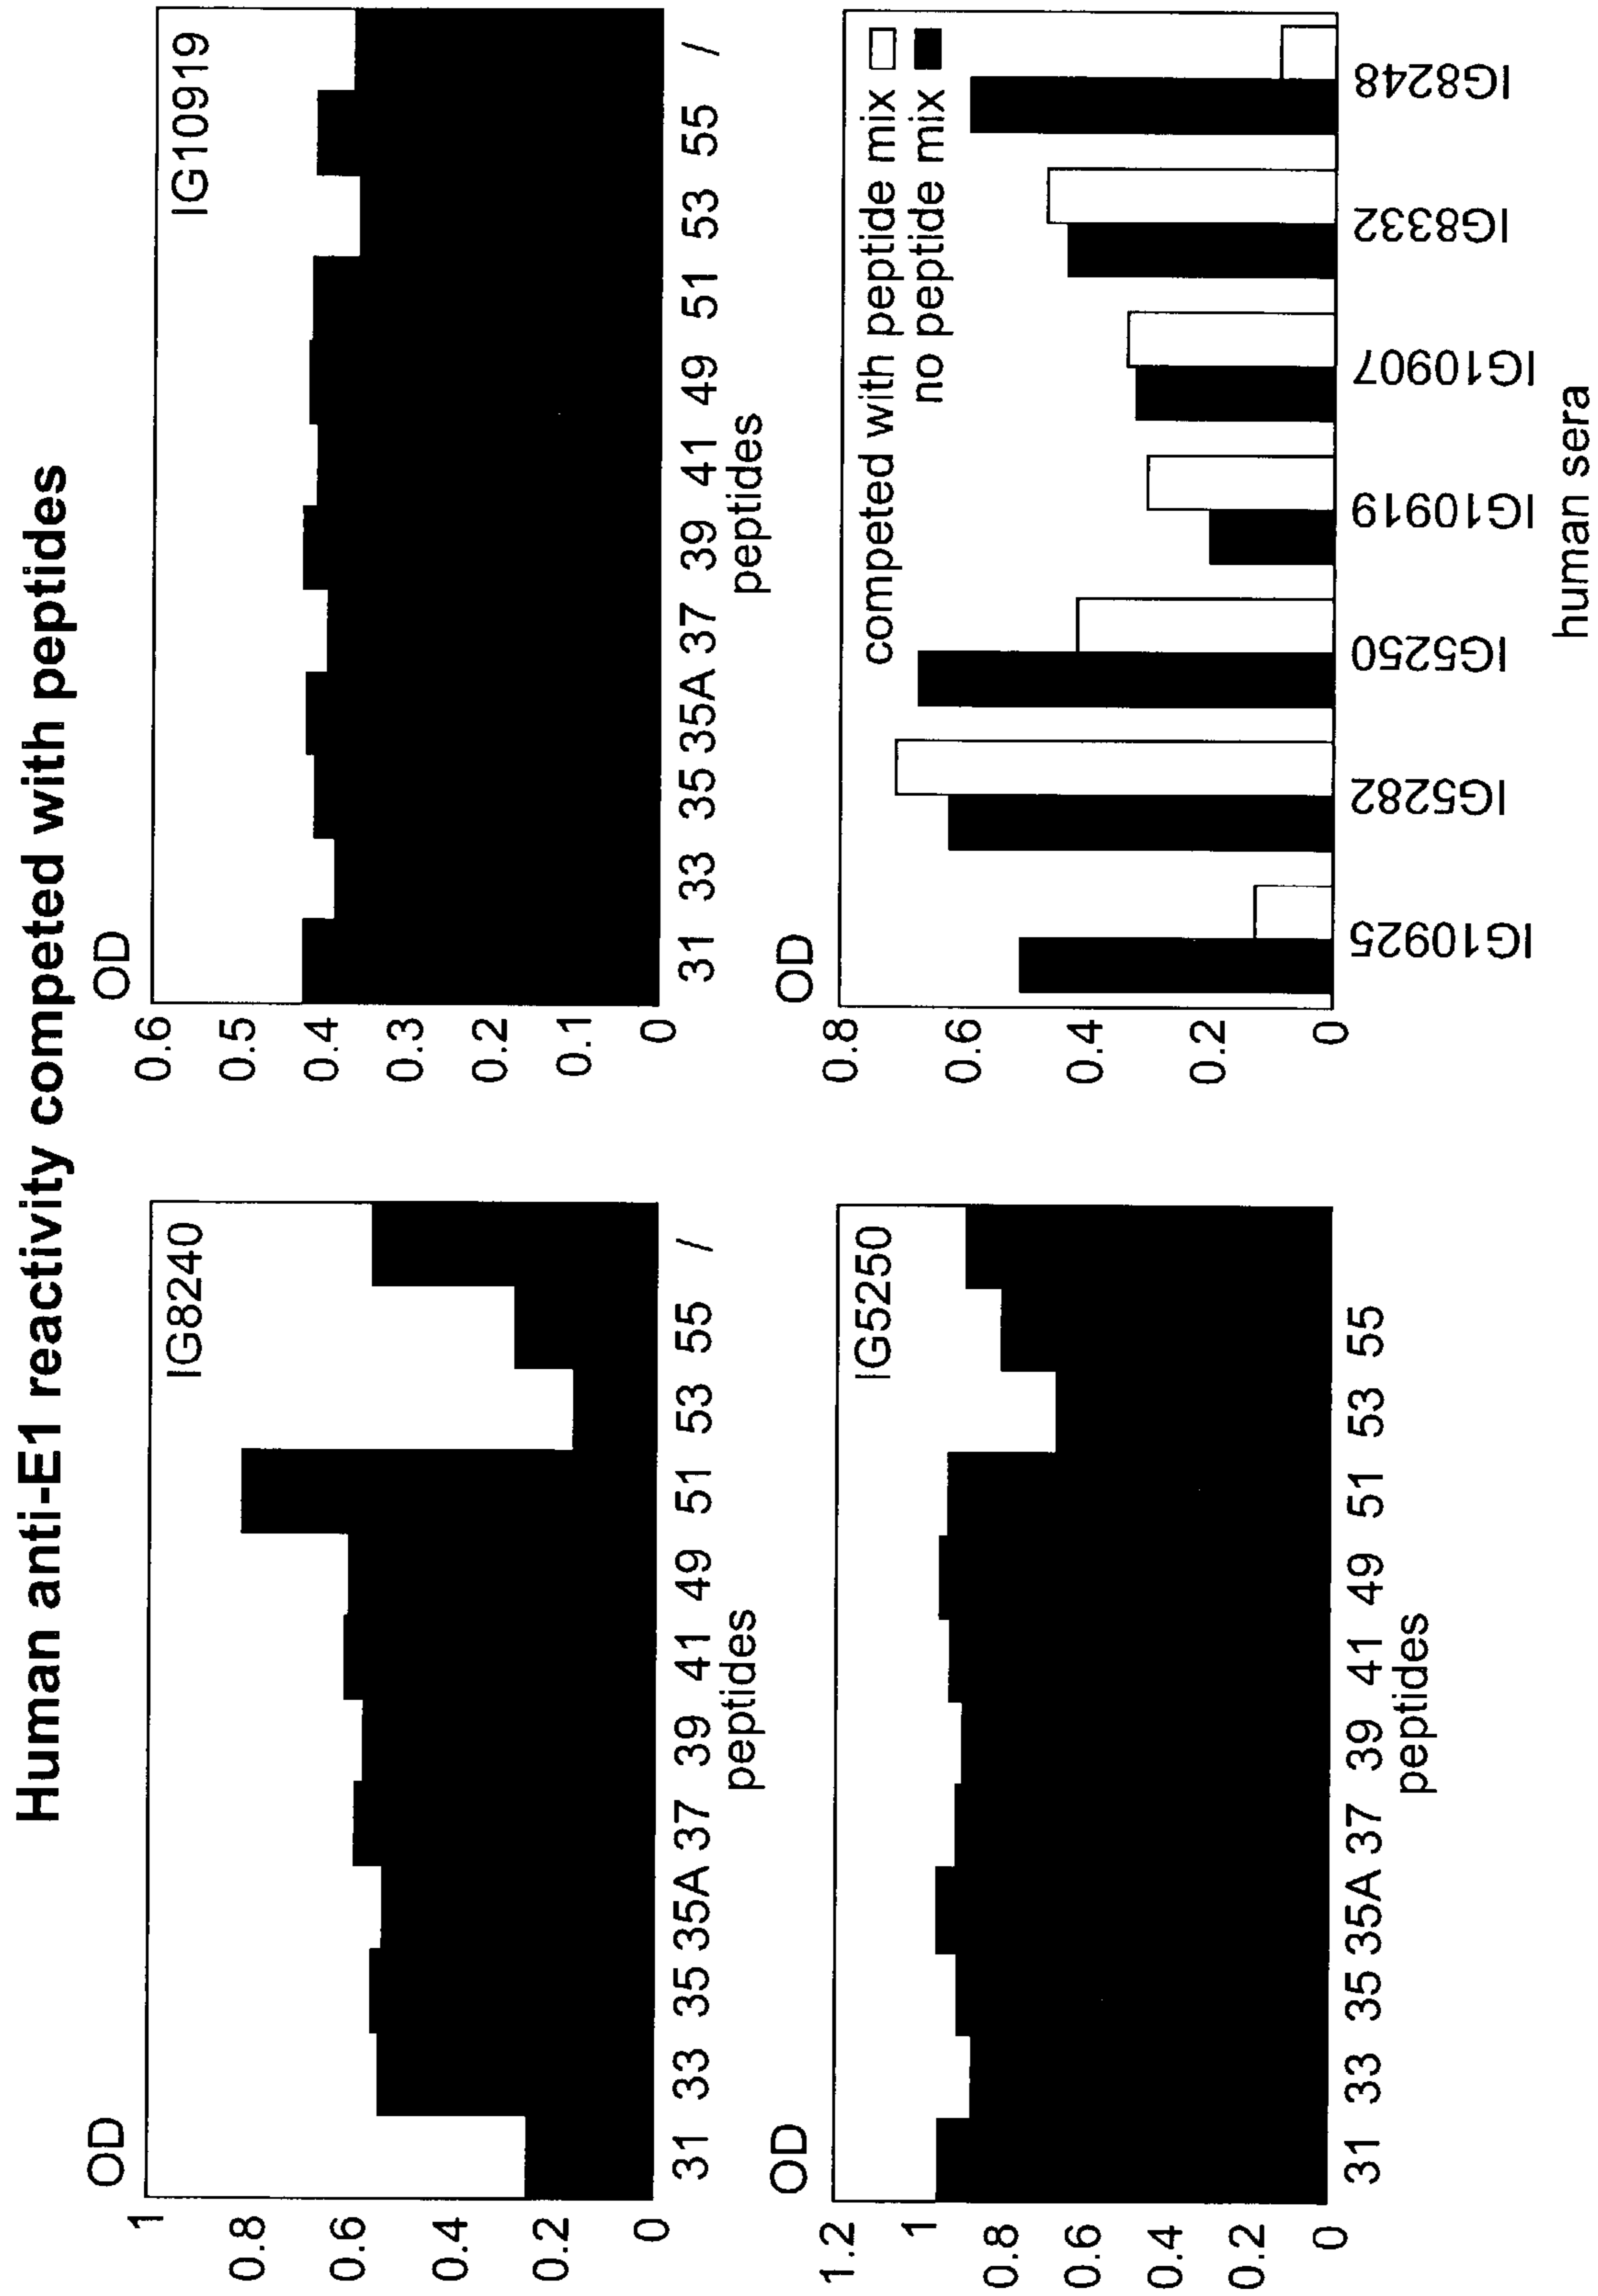 Human anti-E1 reactivity competed with peptides
OD
IG8240
1
0.8
0.6
0.4
0.2
0
31 33 35 35A 37 39 41 49 51 53 55 /
peptides
OD
IG10919
0.6
0.5
0.4
0.3
0.2
0.1
0
31 33 35 35A 37 39 41 49 51 53 55 /
peptides
OD
IG5250
1.2
1
0.8
0.6
0.4
0.2
0
31 33 35 35A 37 39 41 49 51 53 55
peptides
OD
competed with peptide mix
no peptide mix
0.8
0.6
0.4
0.2
0
IG10925 IG5282 IG5250 IG10919 IG10907 IG8332 IG8248
human sera